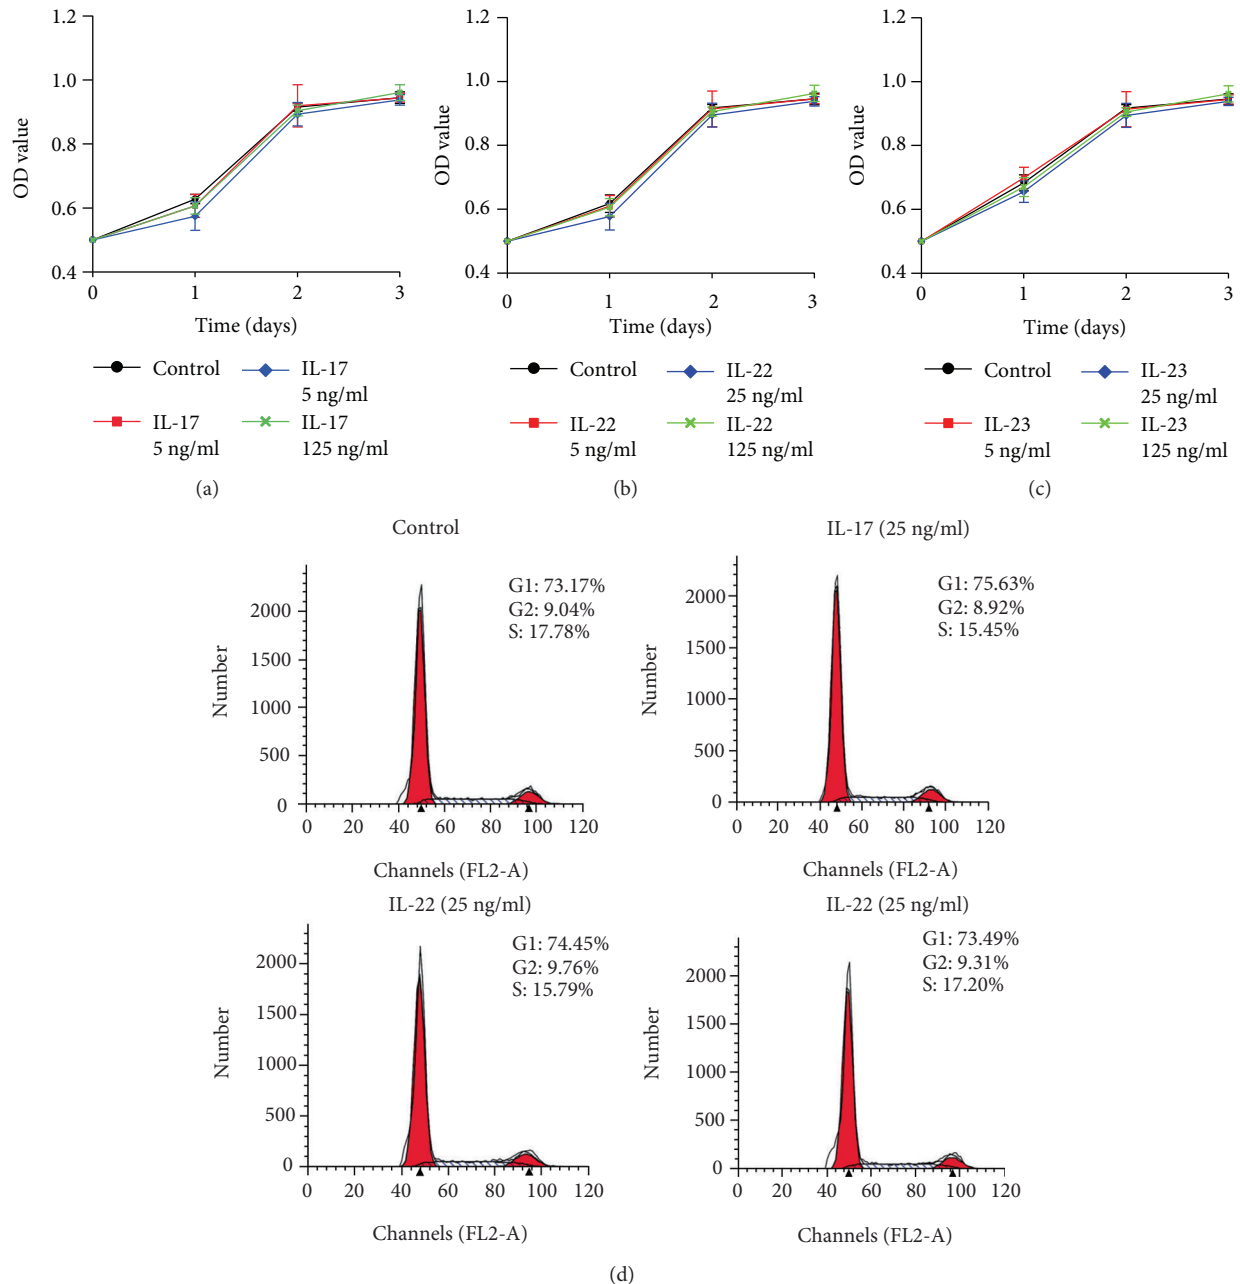 1.2
1.0
0.8
0.6
0.4
OD value
0 1 2 3
Time (days)
Control
IL-17
5 ng/ml
IL-17
5 ng/ml
IL-17
125 ng/ml
(a)
1.2
1.0
0.8
0.6
0.4
OD value
0 1 2 3
Time (days)
Control
IL-22
25 ng/ml
IL-22
5 ng/ml
IL-22
125 ng/ml
(b)
1.2
1.0
0.8
0.6
0.4
OD value
0 1 2 3
Time (days)
Control
IL-23
25 ng/ml
IL-23
5 ng/ml
IL-23
125 ng/ml
(c)
Control
G1: 73.17%
G2: 9.04%
S: 17.78%
2000
1500
1000
500
0
Number
0 20 40 60 80 100 120
Channels (FL2-A)
IL-17 (25 ng/ml)
G1: 75.63%
G2: 8.92%
S: 15.45%
2000
1500
1000
500
0
Number
0 20 40 60 80 100 120
Channels (FL2-A)
IL-22 (25 ng/ml)
G1: 74.45%
G2: 9.76%
S: 15.79%
2000
1500
1000
500
0
Number
0 20 40 60 80 100 120
Channels (FL2-A)
IL-22 (25 ng/ml)
G1: 73.49%
G2: 9.31%
S: 17.20%
2000
1500
1000
500
0
Number
0 20 40 60 80 100 120
Channels (FL2-A)
(d)